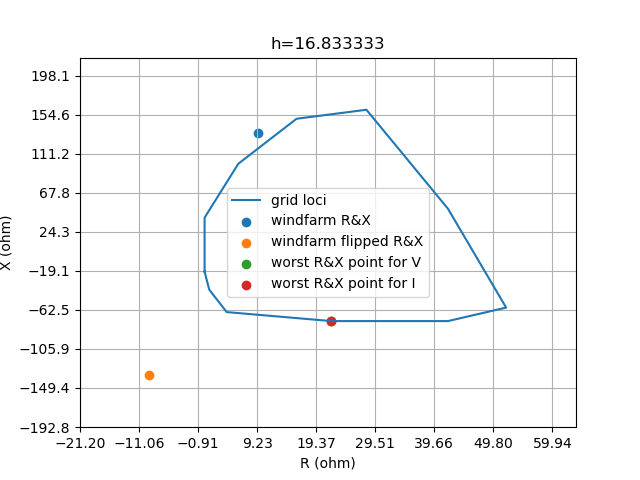 h=16.833333
198.1
154.6
111.2
67.8
24.3
−19.1
−62.5
−105.9
−149.4
−192.8
X (ohm)
grid loci
windfarm R&X
windfarm flipped R&X
worst R&X point for V
worst R&X point for I
−21.20 −11.06 −0.91 9.23 19.37 29.51 39.66 49.80 59.94
R (ohm)